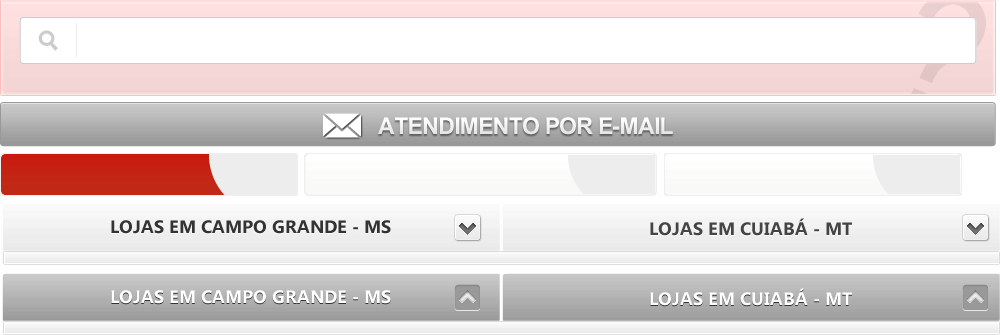 ?
ATENDIMENTO POR E-MAIL
LOJAS EM CAMPO GRANDE - MS
LOJAS EM CUIABÁ - MT
LOJAS EM CAMPO GRANDE - MS
LOJAS EM CUIABÁ - MT